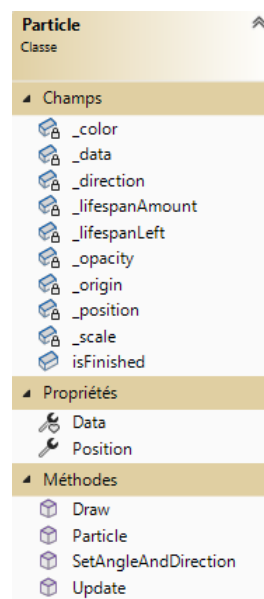 Particle
Classe
Champs
_color
_data
_direction
_lifespanAmount
_lifespanLeft
_opacity
_origin
_position
_scale
isFinished
Propriétés
Data
Position
Méthodes
Draw
Particle
SetAngleAndDirection
Update